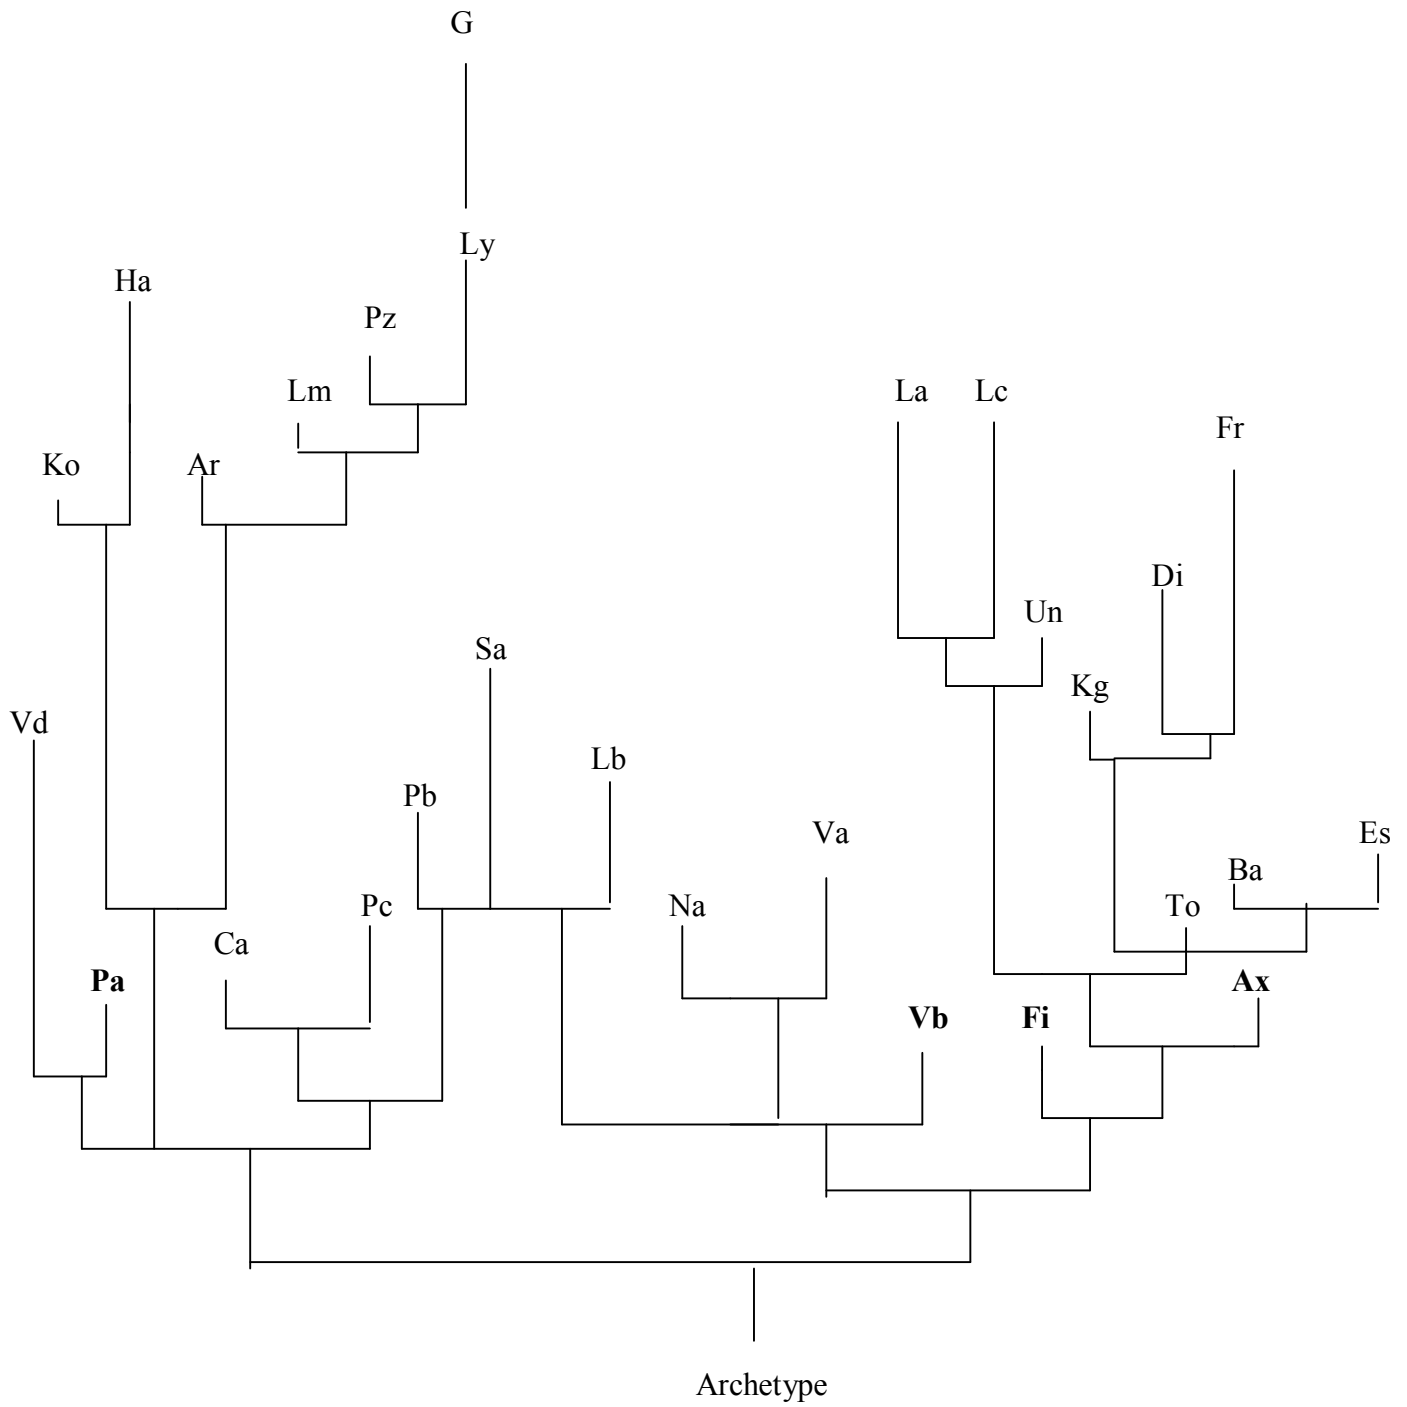 G
Ly
Ha
Pz
Lm
La Lc
Fr
Ko Ar
Di
Un
Sa
Kg
Vd
Lb
Pb
Va Es
Ba
Pc Na To
Ca
Pa Ax
Vb Fi
Archetype